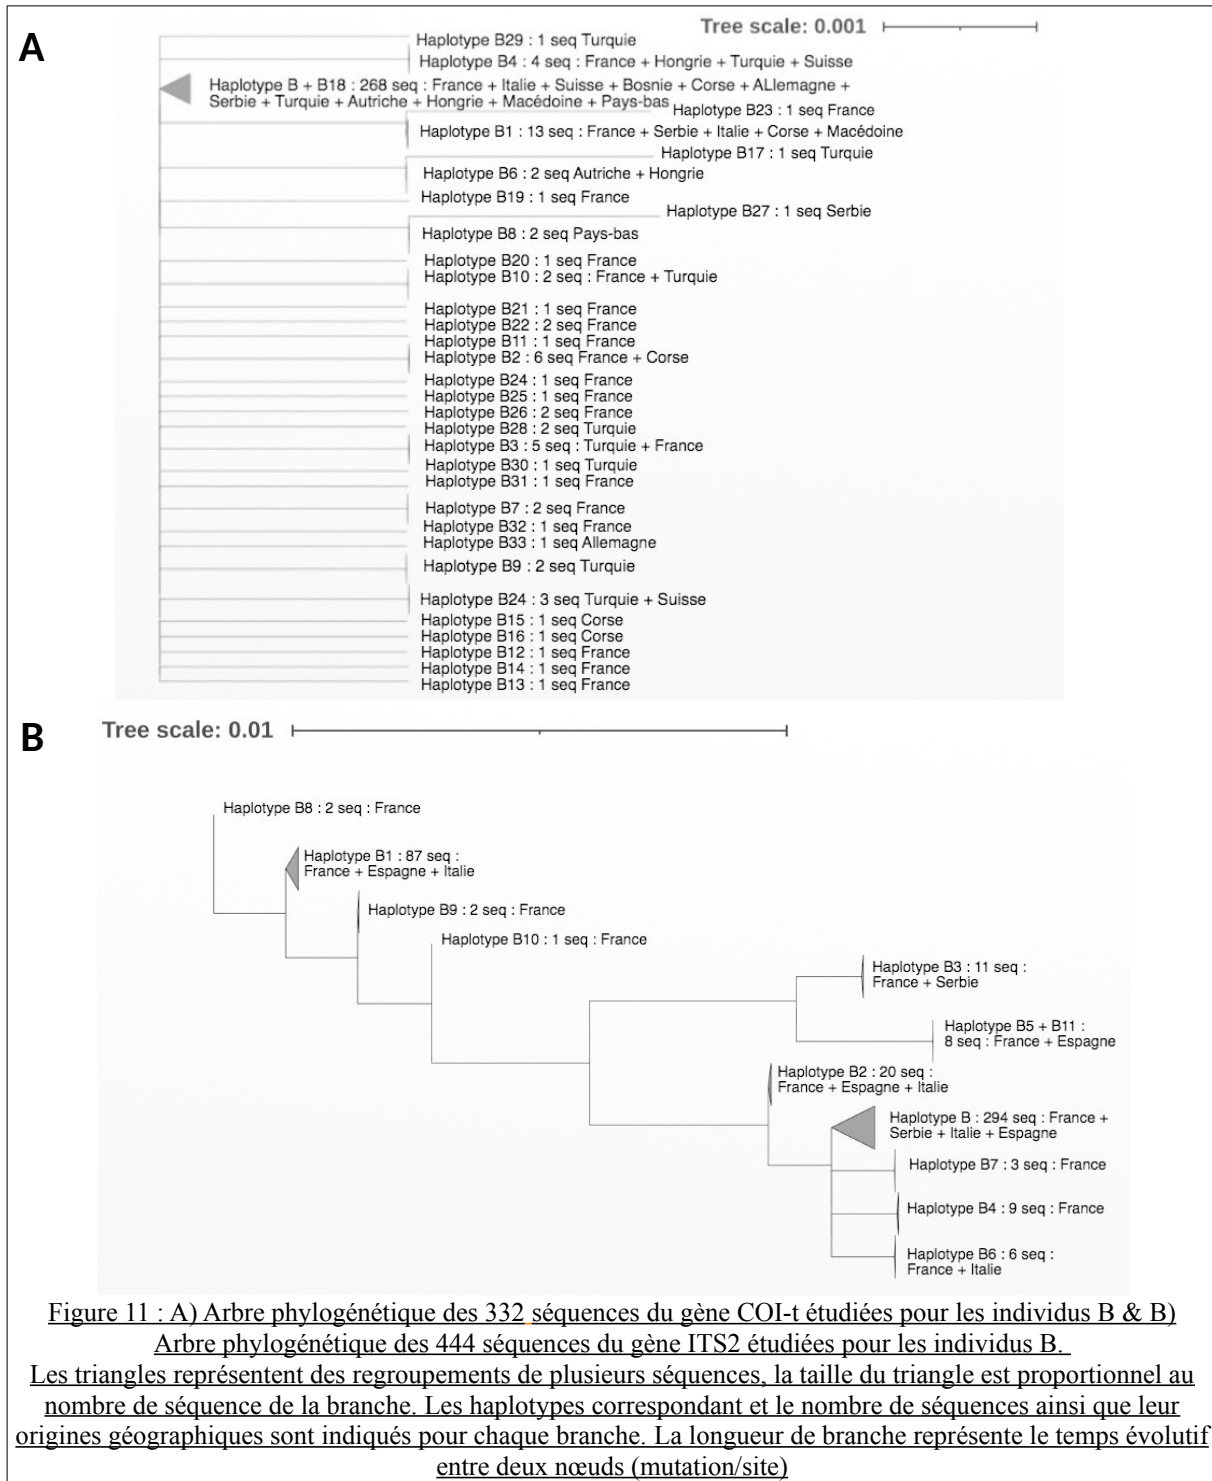 A
Tree scale: 0.001
Haplotype B29 : 1 seq Turquie
Haplotype B4 : 4 seq : France + Hongrie + Turquie + Suisse
Haplotype B + B18 : 268 seq : France + Italie + Suisse + Bosnie + Corse + ALlemagne +
Serbie + Turquie + Autriche + Hongrie + Macédoine + Pays-bas
Haplotype B23 : 1 seq France
Haplotype B1 : 13 seq : France + Serbie + Italie + Corse + Macédoine
Haplotype B17 : 1 seq Turquie
Haplotype B6 : 2 seq Autriche + Hongrie
Haplotype B19 : 1 seq France
Haplotype B27 : 1 seq Serbie
Haplotype B8 : 2 seq Pays-bas
Haplotype B20 : 1 seq France
Haplotype B10 : 2 seq : France + Turquie
Haplotype B21 : 1 seq France
Haplotype B22 : 2 seq France
Haplotype B11 : 1 seq France
Haplotype B2 : 6 seq France + Corse
Haplotype B24 : 1 seq France
Haplotype B25 : 1 seq France
Haplotype B26 : 2 seq France
Haplotype B28 : 2 seq Turquie
Haplotype B3 : 5 seq : Turquie + France
Haplotype B30 : 1 seq Turquie
Haplotype B31 : 1 seq France
Haplotype B7 : 2 seq France
Haplotype B32 : 1 seq France
Haplotype B33 : 1 seq Allemagne
Haplotype B9 : 2 seq Turquie
Haplotype B24 : 3 seq Turquie + Suisse
Haplotype B15 : 1 seq Corse
Haplotype B16 : 1 seq Corse
Haplotype B12 : 1 seq France
Haplotype B14 : 1 seq France
Haplotype B13 : 1 seq France
B
Tree scale: 0.01
Haplotype B8 : 2 seq : France
Haplotype B1 : 87 seq :
France + Espagne + Italie
Haplotype B9 : 2 seq : France
Haplotype B10 : 1 seq : France
Haplotype B3 : 11 seq :
France + Serbie
Haplotype B5 + B11 :
8 seq : France + Espagne
Haplotype B2 : 20 seq :
France + Espagne + Italie
Haplotype B : 294 seq : France +
Serbie + Italie + Espagne
Haplotype B7 : 3 seq : France
Haplotype B4 : 9 seq : France
Haplotype B6 : 6 seq :
France + Italie
Figure 11 : A) Arbre phylogénétique des 332 séquences du gène COI-t étudiées pour les individus B & B)
Arbre phylogénétique des 444 séquences du gène ITS2 étudiées pour les individus B.
Les triangles représentent des regroupements de plusieurs séquences, la taille du triangle est proportionnel au
nombre de séquence de la branche. Les haplotypes correspondant et le nombre de séquences ainsi que leur
origines géographiques sont indiqués pour chaque branche. La longueur de branche représente le temps évolutif
entre deux nœuds (mutation/site)